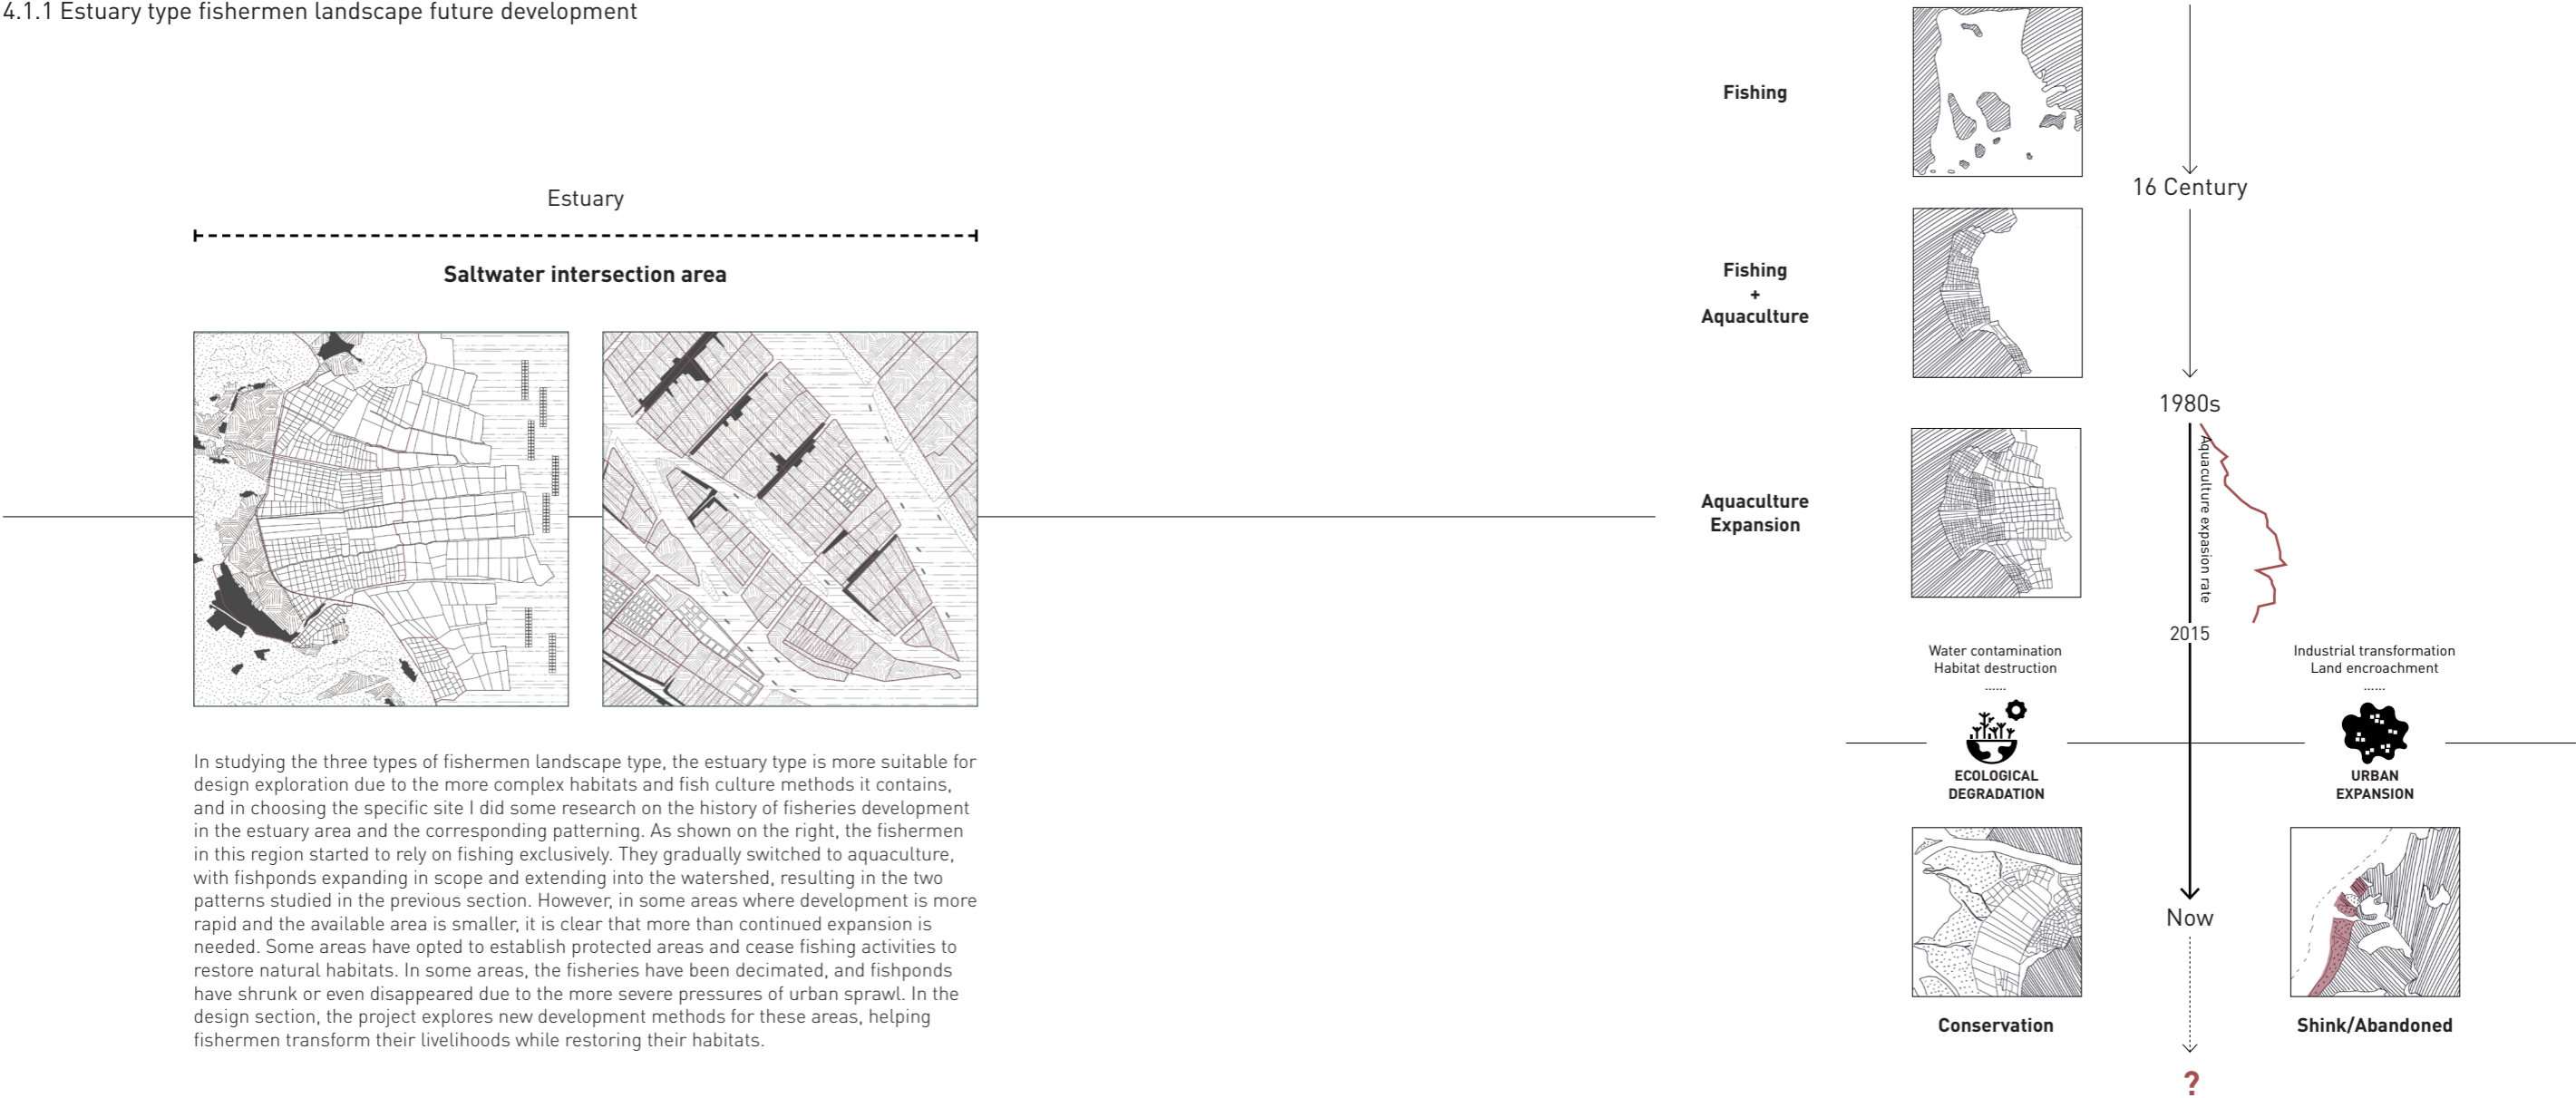 4.1.1 Estuary type fishermen landscape future development
Estuary
Saltwater intersection area
In studying the three types of fishermen landscape type, the estuary type is more suitable for
design exploration due to the more complex habitats and fish culture methods it contains,
and in choosing the specific site I did some research on the history of fisheries development
in the estuary area and the corresponding patterning. As shown on the right, the fishermen
in this region started to rely on fishing exclusively. They gradually switched to aquaculture,
with fishponds expanding in scope and extending into the watershed, resulting in the two
patterns studied in the previous section. However, in some areas where development is more
rapid and the available area is smaller, it is clear that more than continued expansion is
needed. Some areas have opted to establish protected areas and cease fishing activities to
restore natural habitats. In some areas, the fisheries have been decimated, and fishponds
have shrunk or even disappeared due to the more severe pressures of urban sprawl. In the
design section, the project explores new development methods for these areas, helping
fishermen transform their livelihoods while restoring their habitats.
Fishing
16 Century
Fishing
+
Aquaculture
1980s
Aquaculture expasion rate
Aquaculture
Expansion
2015
Water contamination
Habitat destruction
......
ECOLOGICAL
DEGRADATION
Industrial transformation
Land encroachment
......
URBAN
EXPANSION
Now
Conservation
Shink/Abandoned
?